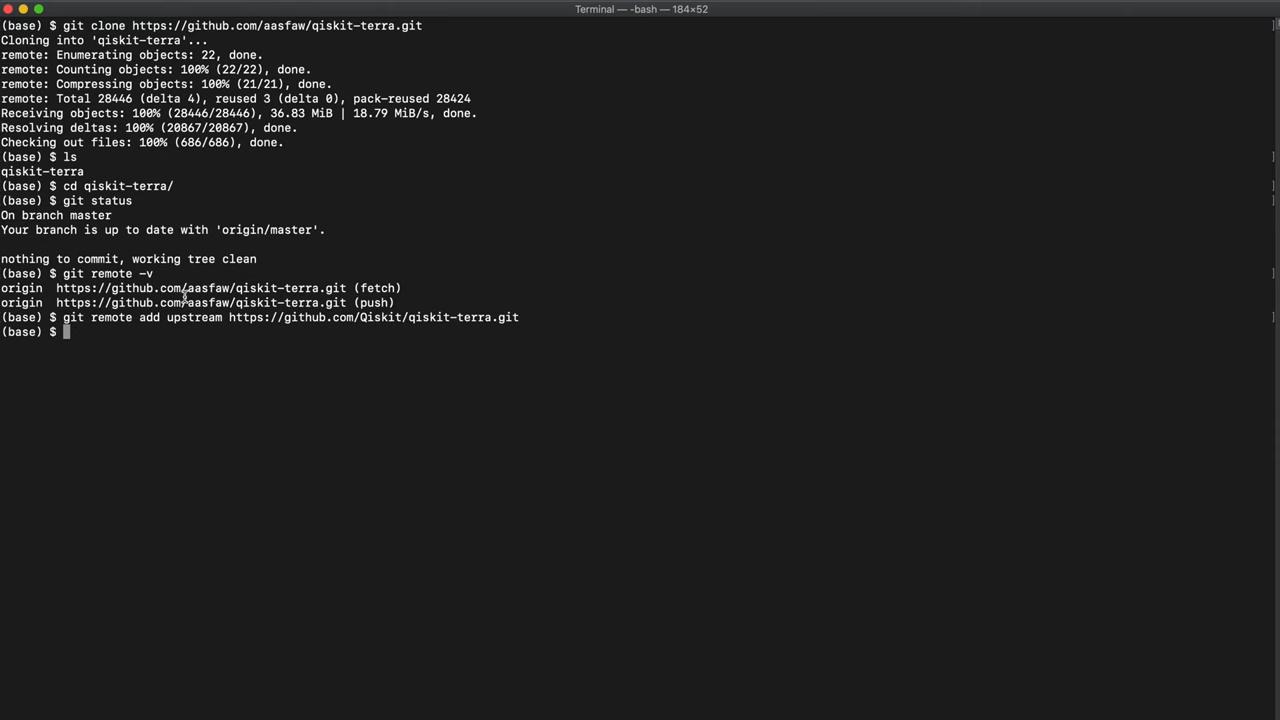 Terminal — -bash — 184×52
(base) $ git clone https://github.com/aasfaw/qiskit-terra.git
Cloning into 'qiskit-terra'...
remote: Enumerating objects: 22, done.
remote: Counting objects: 100% (22/22), done.
remote: Compressing objects: 100% (21/21), done.
remote: Total 28446 (delta 4), reused 3 (delta 0), pack-reused 28424
Receiving objects: 100% (28446/28446), 36.83 MiB | 18.79 MiB/s, done.
Resolving deltas: 100% (20867/20867), done.
Checking out files: 100% (686/686), done.
(base) $ ls
qiskit-terra
(base) $ cd qiskit-terra/
(base) $ git status
On branch master
Your branch is up to date with 'origin/master'.
nothing to commit, working tree clean
(base) $ git remote -v
origin  https://github.com/aasfaw/qiskit-terra.git (fetch)
origin  https://github.com/aasfaw/qiskit-terra.git (push)
(base) $ git remote add upstream https://github.com/Qiskit/qiskit-terra.git
(base) $